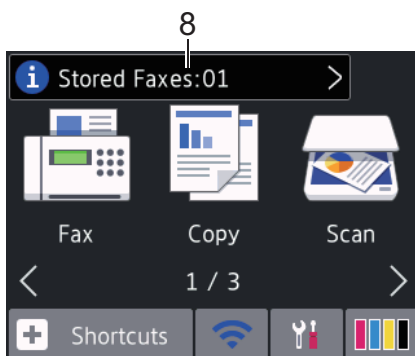 8
Stored Faxes:01
Fax Copy Scan
1 / 3
Shortcuts